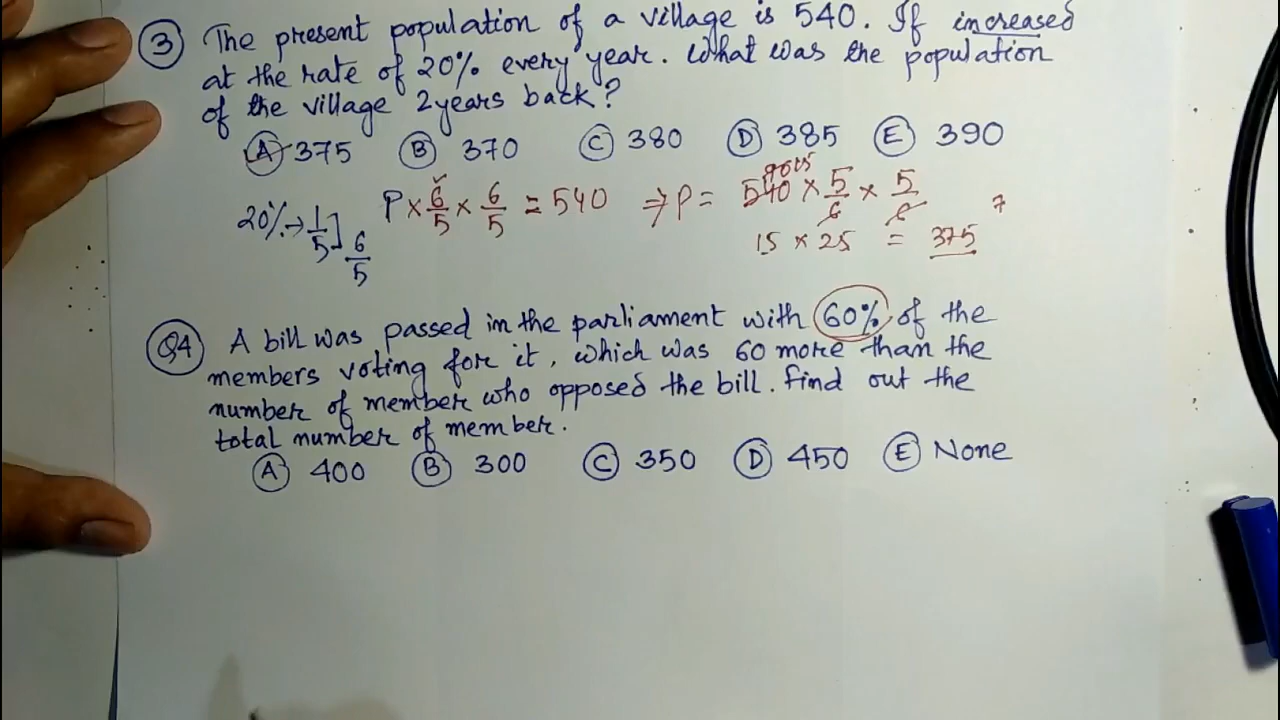 3 The present population of a village is 540. If increased
at the rate of 20% every year. What was the population
of the village 2years back?
A 375 B 370 C 380 D 385 E 390
20% → 1/5] 6/5 P × 6/5 × 6/5 = 540 ⇒ P = 540 × 5/6 × 5/6
15 × 25 = 375
Q4 A bill was passed in the parliament with 60% of the
members voting for it, which was 60 more than the
number of member who opposed the bill. find out the
total number of member.
A 400 B 300 C 350 D 450 E None